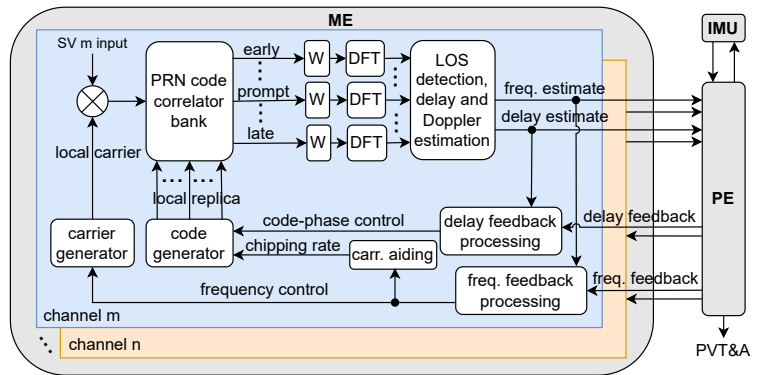 ME
IMU
SV m input
PRN code
correlator
bank
early
prompt
late
W
DFT
W
DFT
W
DFT
LOS
detection,
delay and
Doppler
estimation
freq. estimate
delay estimate
PE
local carrier
local replica
carrier
generator
code
generator
code-phase control
chipping rate
carr. aiding
delay feedback
processing
delay feedback
frequency control
freq. feedback
processing
freq. feedback
channel m
channel n
PVT&A